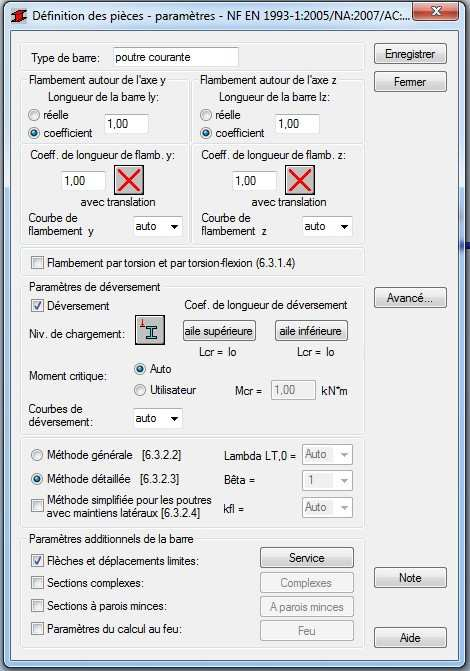 Définition des pièces - paramètres - NF EN 1993-1:2005/NA:2007/AC:...
Type de barre: poutre courante
Enregistrer
Fermer
Flambement autour de l'axe y
Longueur de la barre ly:
réelle
coefficient
1,00
Flambement autour de l'axe z
Longueur de la barre lz:
réelle
coefficient
1,00
Coeff. de longueur de flamb. y:
1,00
avec translation
Courbe de
flambement y
auto
Coeff. de longueur de flamb. z:
1,00
avec translation
Courbe de
flambement z
auto
Flambement par torsion et par torsion-flexion (6.3.1.4)
Paramètres de déversement
Déversement
Coef. de longueur de déversement
Niv. de chargement:
aile supérieure
aile inférieure
Lcr = lo
Lcr = lo
Moment critique:
Auto
Utilisateur
Mcr = 1,00 kN*m
Courbes de
déversement:
auto
Avancé...
Méthode générale [6.3.2.2]
Lambda LT,0 = Auto
Méthode détaillée [6.3.2.3]
Bêta = 1
Méthode simplifiée pour les poutres
avec maintiens latéraux [6.3.2.4]
kfl = Auto
Paramètres additionnels de la barre
Flèches et déplacements limites: Service
Sections complexes: Complexes
Sections à parois minces: A parois minces
Paramètres du calcul au feu: Feu
Note
Aide